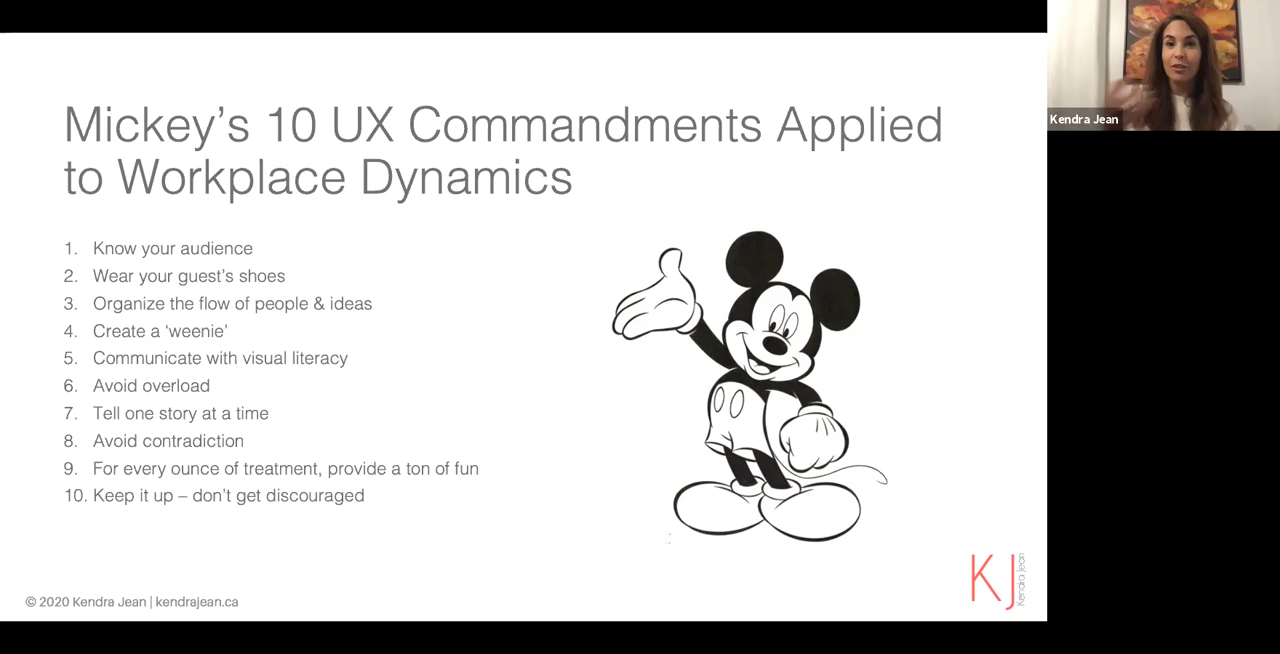 Mickey's 10 UX Commandments Applied
to Workplace Dynamics
1. Know your audience
2. Wear your guest's shoes
3. Organize the flow of people & ideas
4. Create a 'weenie'
5. Communicate with visual literacy
6. Avoid overload
7. Tell one story at a time
8. Avoid contradiction
9. For every ounce of treatment, provide a ton of fun
10. Keep it up – don't get discouraged
© 2020 Kendra Jean | kendrajean.ca
KJ
Kendra Jean
Kendra Jean